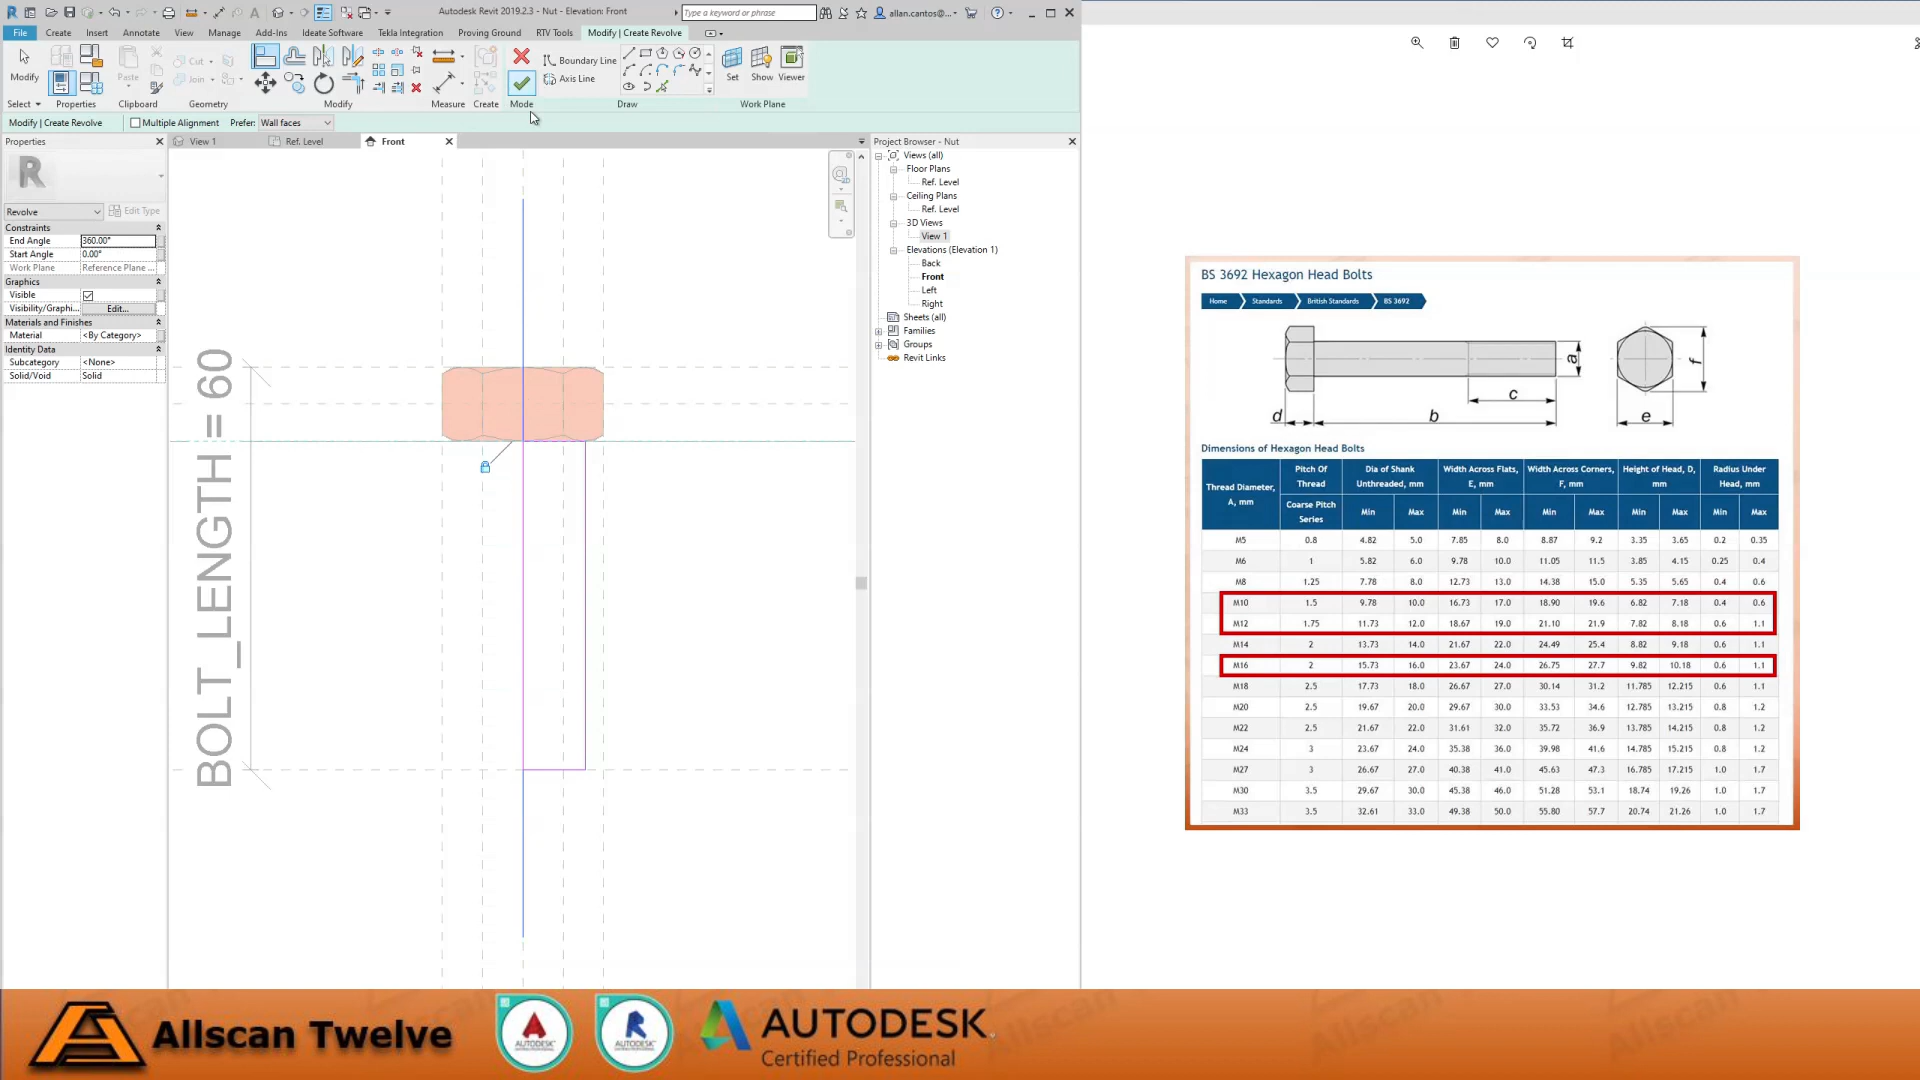 Autodesk Revit 2019.2.3 - Nut - Elevation: Front
Type a keyword or phrase
allan.cantos@...
File Create Insert Annotate View Manage Add-Ins Ideate Software Tekla Integration Proving Ground RTV Tools Modify | Create Revolve
Modify Paste Cut Join Boundary Line Axis Line Set Show Viewer
Select Properties Clipboard Geometry Modify Measure Create Mode Draw Work Plane
Modify | Create Revolve Multiple Alignment Prefer: Wall faces
Properties
View 1 Ref. Level Front
Revolve Edit Type
Constraints
End Angle 360.00°
Start Angle 0.00°
Work Plane Reference Plane ...
Graphics
Visible
Visibility/Graphi... Edit...
Materials and Finishes
Material <By Category>
Identity Data
Subcategory <None>
Solid/Void Solid
BOLT_LENGTH = 60
Project Browser - Nut
Views (all)
Floor Plans
Ref. Level
Ceiling Plans
Ref. Level
3D Views
View 1
Elevations (Elevation 1)
Back
Front
Left
Right
Sheets (all)
Families
Groups
Revit Links
BS 3692 Hexagon Head Bolts
Home Standards British Standards BS 3692
a
f
c
d b e
Dimensions of Hexagon Head Bolts
Thread Diameter, A, mm Pitch Of Thread Dia of Shank Unthreaded, mm Width Across Flats, E, mm Width Across Corners, F, mm Height of Head, D, mm Radius Under Head, mm
Coarse Pitch Series Min Max Min Max Min Max Min Max Min Max
M5 0.8 4.82 5.0 7.85 8.0 8.87 9.2 3.35 3.65 0.2 0.35
M6 1 5.82 6.0 9.78 10.0 11.05 11.5 3.85 4.15 0.25 0.4
M8 1.25 7.78 8.0 12.73 13.0 14.38 15.0 5.35 5.65 0.4 0.6
M10 1.5 9.78 10.0 16.73 17.0 18.90 19.6 6.82 7.18 0.4 0.6
M12 1.75 11.73 12.0 18.67 19.0 21.10 21.9 7.82 8.18 0.6 1.1
M14 2 13.73 14.0 21.67 22.0 24.49 25.4 8.82 9.18 0.6 1.1
M16 2 15.73 16.0 23.67 24.0 26.75 27.7 9.82 10.18 0.6 1.1
M18 2.5 17.73 18.0 26.67 27.0 30.14 31.2 11.785 12.215 0.6 1.1
M20 2.5 19.67 20.0 29.67 30.0 33.53 34.6 12.785 13.215 0.8 1.2
M22 2.5 21.67 22.0 31.61 32.0 35.72 36.9 13.785 14.215 0.8 1.2
M24 3 23.67 24.0 35.38 36.0 39.98 41.6 14.785 15.215 0.8 1.2
M27 3 26.67 27.0 40.38 41.0 45.63 47.3 16.785 17.215 1.0 1.7
M30 3.5 29.67 30.0 45.38 46.0 51.28 53.1 18.74 19.26 1.0 1.7
M33 3.5 32.61 33.0 49.38 50.0 55.80 57.7 20.74 21.26 1.0 1.7
Allscan Twelve
AUTODESK
AUTODESK
AUTODESK
Certified Professional